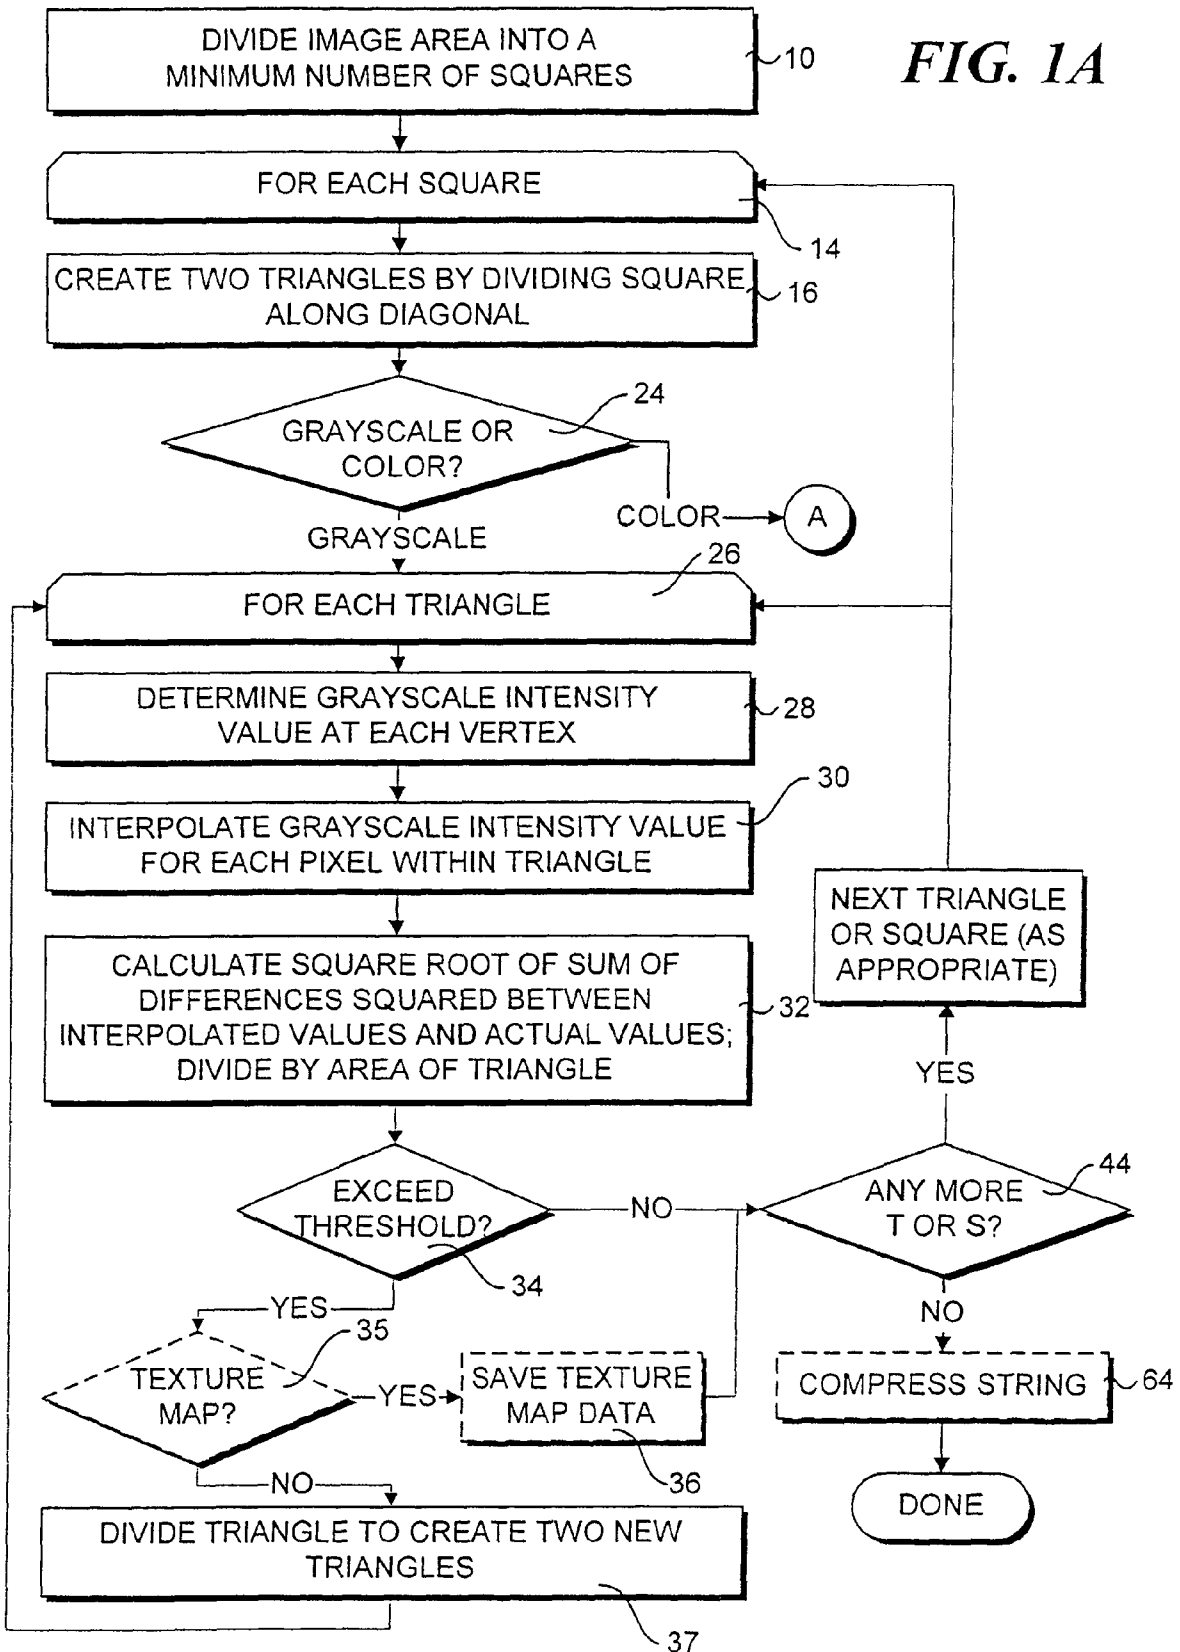 DIVIDE IMAGE AREA INTO A
MINIMUM NUMBER OF SQUARES
10
FIG. 1A
FOR EACH SQUARE
14
CREATE TWO TRIANGLES BY DIVIDING SQUARE
ALONG DIAGONAL
16
24
GRAYSCALE OR
COLOR?
COLOR
A
GRAYSCALE
26
FOR EACH TRIANGLE
DETERMINE GRAYSCALE INTENSITY
VALUE AT EACH VERTEX
28
30
INTERPOLATE GRAYSCALE INTENSITY VALUE
FOR EACH PIXEL WITHIN TRIANGLE
NEXT TRIANGLE
OR SQUARE (AS
APPROPRIATE)
CALCULATE SQUARE ROOT OF SUM OF
DIFFERENCES SQUARED BETWEEN
INTERPOLATED VALUES AND ACTUAL VALUES;
DIVIDE BY AREA OF TRIANGLE
32
YES
EXCEED
THRESHOLD?
34
NO
ANY MORE
T OR S?
44
YES
NO
35
TEXTURE
MAP?
YES
SAVE TEXTURE
MAP DATA
36
COMPRESS STRING
64
NO
DONE
DIVIDE TRIANGLE TO CREATE TWO NEW
TRIANGLES
37